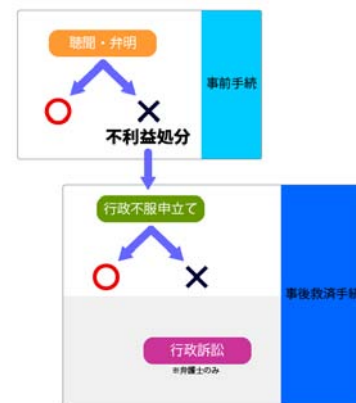 聴聞・弁明
事前手続
不利益処分
行政不服申立て
事後救済手続
行政訴訟
※弁護士のみ